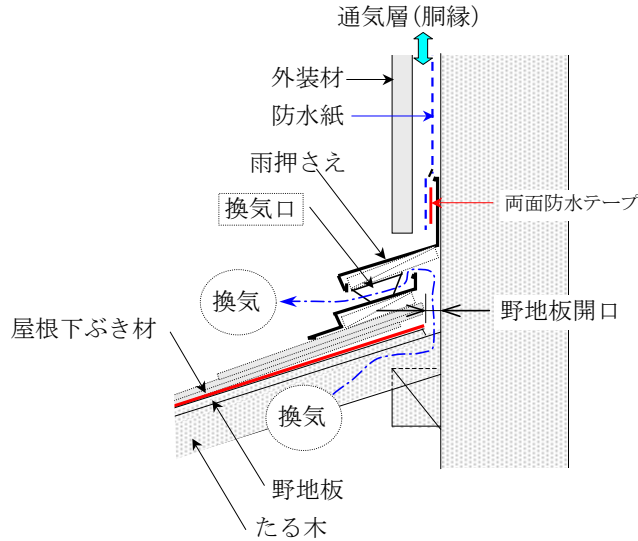 通気層(胴縁)
外装材
防水紙
雨押さえ
両面防水テープ
換気口
換気
野地板開口
屋根下ぶき材
換気
野地板
たる木